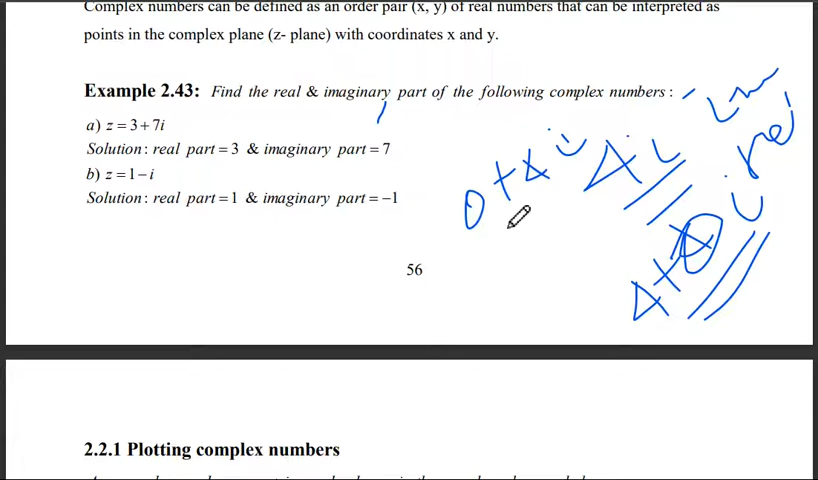 Complex numbers can be defined as an order pair (x, y) of real numbers that can be interpreted as
points in the complex plane (z- plane) with coordinates x and y.
Example 2.43: Find the real & imaginary part of the following complex numbers :
a) z = 3 + 7i
Solution : real part = 3 & imaginary part = 7
b) z = 1 − i
Solution : real part = 1 & imaginary part = −1
0 + 4i
4i
56
2.2.1 Plotting complex numbers